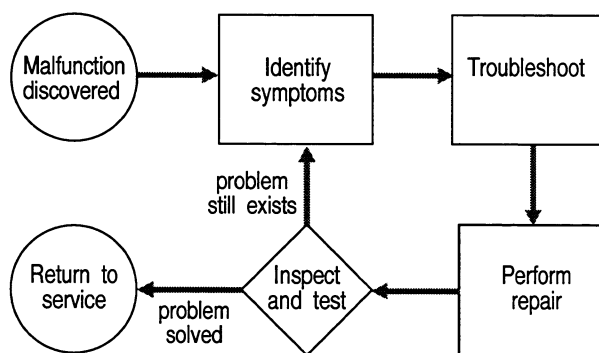 Malfunction
discovered
Identify
symptoms
Troubleshoot
problem
still exists
Return to
service
problem
solved
Inspect
and test
Perform
repair